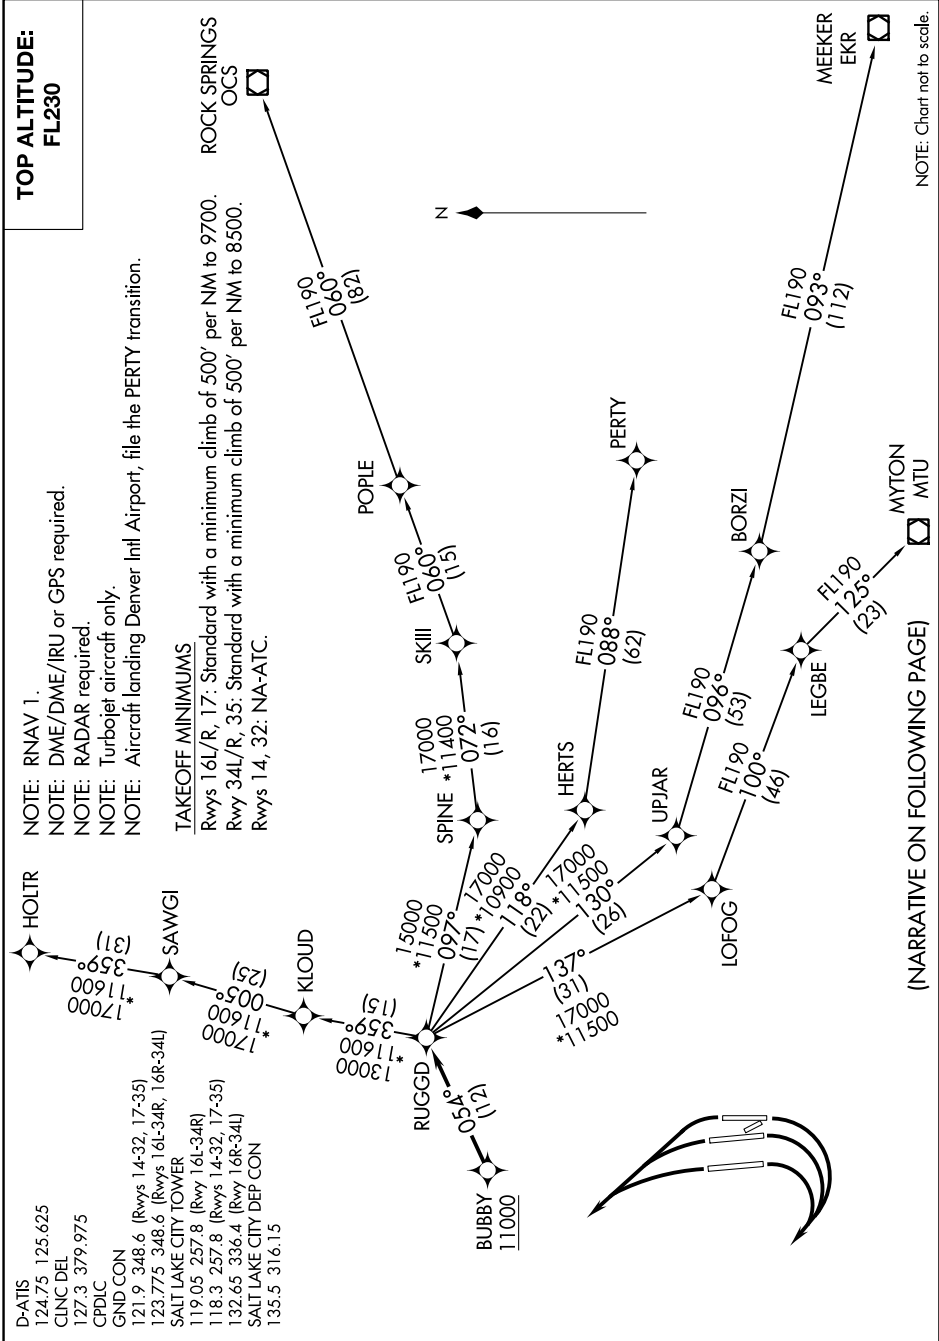 TOP ALTITUDE:
FL230
D-ATIS
124.75 125.625
CLNC DEL
127.3 379.975
CPDLC
GND CON
121.9 348.6 (Rwys 14-32, 17-35)
123.775 348.6 (Rwys 16L-34R, 16R-34L)
SALT LAKE CITY TOWER
119.05 257.8 (Rwy 16L-34R)
118.3 257.8 (Rwys 14-32, 17-35)
132.65 336.4 (Rwy 16R-34L)
SALT LAKE CITY DEP CON
135.5 316.15
NOTE: RNAV 1.
NOTE: DME/DME/IRU or GPS required.
NOTE: RADAR required.
NOTE: Turbojet aircraft only.
NOTE: Aircraft landing Denver Intl Airport, file the PERTY transition.
TAKEOFF MINIMUMS
Rwys 16L/R, 17: Standard with a minimum climb of 500' per NM to 9700.
Rwy 34L/R, 35: Standard with a minimum climb of 500' per NM to 8500.
Rwys 14, 32: NA-ATC.
HOLTR
17000
*11600
359°
(31)
SAWGI
17000
*11600
005°
(25)
KLOUD
13000
*11600
359°
(15)
RUGGD
054°
(12)
BUBBY
11000
15000
*11500
097°
(17)
SPINE
17000
*11400
072°
(16)
SKIII
FL190
060°
(15)
POPLE
FL190
060°
(82)
ROCK SPRINGS
OCS
N
17000
*10900
118°
(22)
HERTS
FL190
088°
(62)
PERTY
17000
*11500
130°
(26)
UPJAR
FL190
096°
(53)
BORZI
FL190
093°
(112)
MEEKER
EKR
137°
(31)
17000
*11500
LOFOG
FL190
100°
(46)
LEGBE
FL190
125°
(23)
MYTON
MTU
(NARRATIVE ON FOLLOWING PAGE)
NOTE: Chart not to scale.